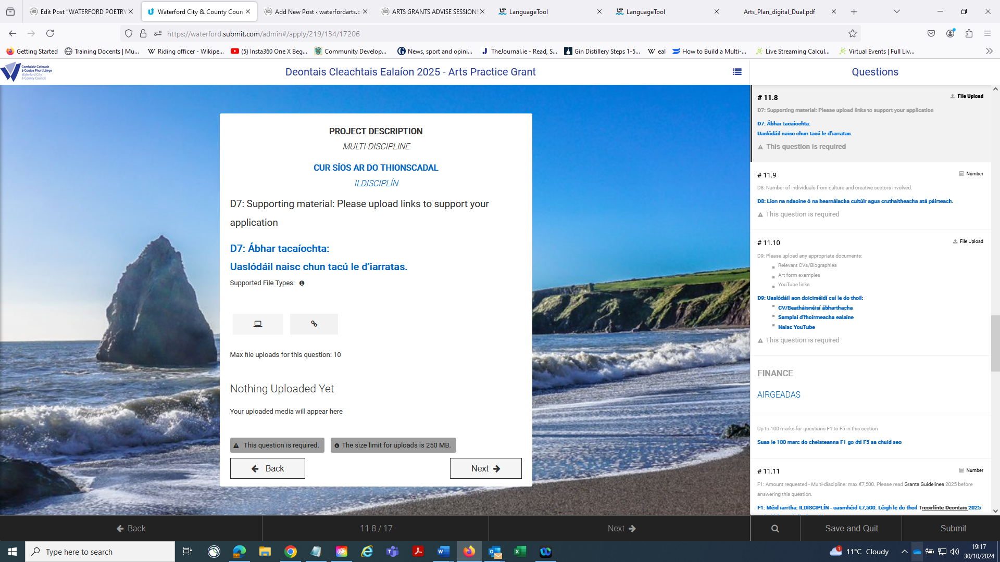 Edit Post "WATERFORD POETRY
Waterford City & County Coun
Add New Post ‹ waterfordarts.c
ARTS GRANTS ADVISE SESSIONS
LanguageTool
LanguageTool
Arts_Plan_digital_Dual.pdf
https://waterford.submit.com/admin#/apply/219/134/17206
Getting Started
Training Docents | Mu...
Riding officer - Wikipe...
(5) Insta360 One X Beg...
Community Develop...
News, sport and opini...
TheJournal.ie - Read, S...
Gin Distillery Steps 1-5...
eal
How to Build a Multi-...
Live Streaming Calcul...
Virtual Events | Full Liv...
Comhairle Cathrach
& Contae Phort Láirge
Waterford City
& County Council
Deontais Cleachtais Ealaíon 2025 - Arts Practice Grant
Questions
PROJECT DESCRIPTION
MULTI-DISCIPLINE
CUR SÍOS AR DO THIONSCADAL
ILDISCIPLÍN
D7: Supporting material: Please upload links to support your
application
D7: Ábhar tacaíochta:
Uaslódáil naisc chun tacú le d’iarratas.
Supported File Types:
Max file uploads for this question: 10
Nothing Uploaded Yet
Your uploaded media will appear here
This question is required.
The size limit for uploads is 250 MB.
Back
Next
# 11.8
File Upload
D7: Supporting material: Please upload links to support your application
D7: Ábhar tacaíochta:
Uaslódáil naisc chun tacú le d’iarratas.
This question is required
# 11.9
Number
D8: Number of individuals from culture and creative sectors involved.
D8: Líon na ndaoine ó na hearnálacha cultúir agus cruthaitheacha atá páirteach.
This question is required
# 11.10
File Upload
D9: Please upload any appropriate documents:
Relevant CVs/Biographies
Art form examples
YouTube links
D9: Uaslódáil aon doiciméidí cuí le do thoil:
CV/Beatháisnéisí ábharthacha
Samplaí d'fhoirmeacha ealaíne
Naisc YouTube
This question is required
FINANCE
AIRGEADAS
Up to 100 marks for questions F1 to F5 in this section
Suas le 100 marc do cheisteanna F1 go dtí F5 sa chuid seo
# 11.11
Number
F1: Amount requested - Multi-discipline: max €7,500. Please read Grants Guidelines 2025 before
answering this question.
F1: Méid iarrtha: ILDISCIPLÍN - uasmhéid €7,500. Léigh le do thoil Treoirlínte Deontais 2025
Back
11.8 / 17
Next
Save and Quit
Submit
Type here to search
11°C Cloudy
19:17
30/10/2024